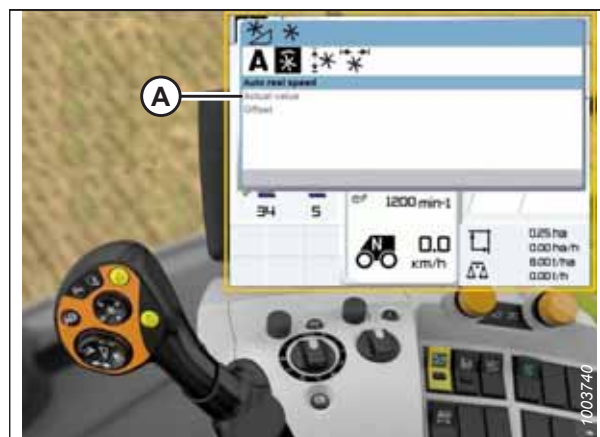 A
Auto reel speed
Actual value
Offset
A
34
5
1200 min-1
N
0.0
km/h
0.25 ha
0.00 ha/h
0.00 t/ha
0.00 t/h
1003740